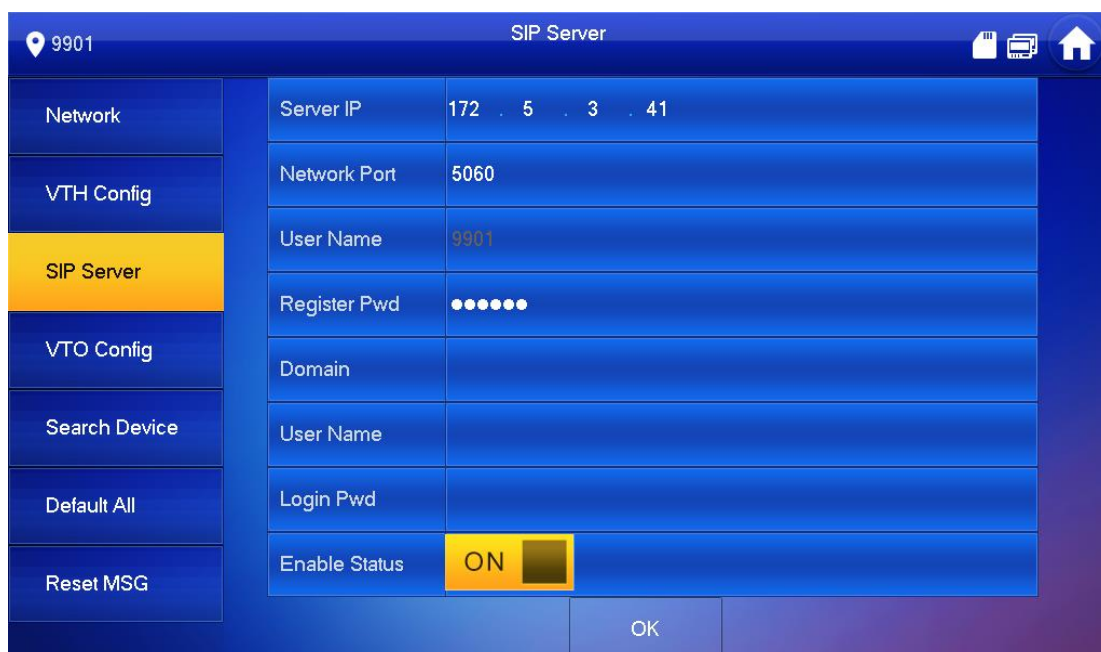 9901
SIP Server
Network
VTH Config
SIP Server
VTO Config
Search Device
Default All
Reset MSG
Server IP 172 . 5 . 3 . 41
Network Port 5060
User Name 9901
Register Pwd ●●●●●●
Domain
User Name
Login Pwd
Enable Status ON
OK